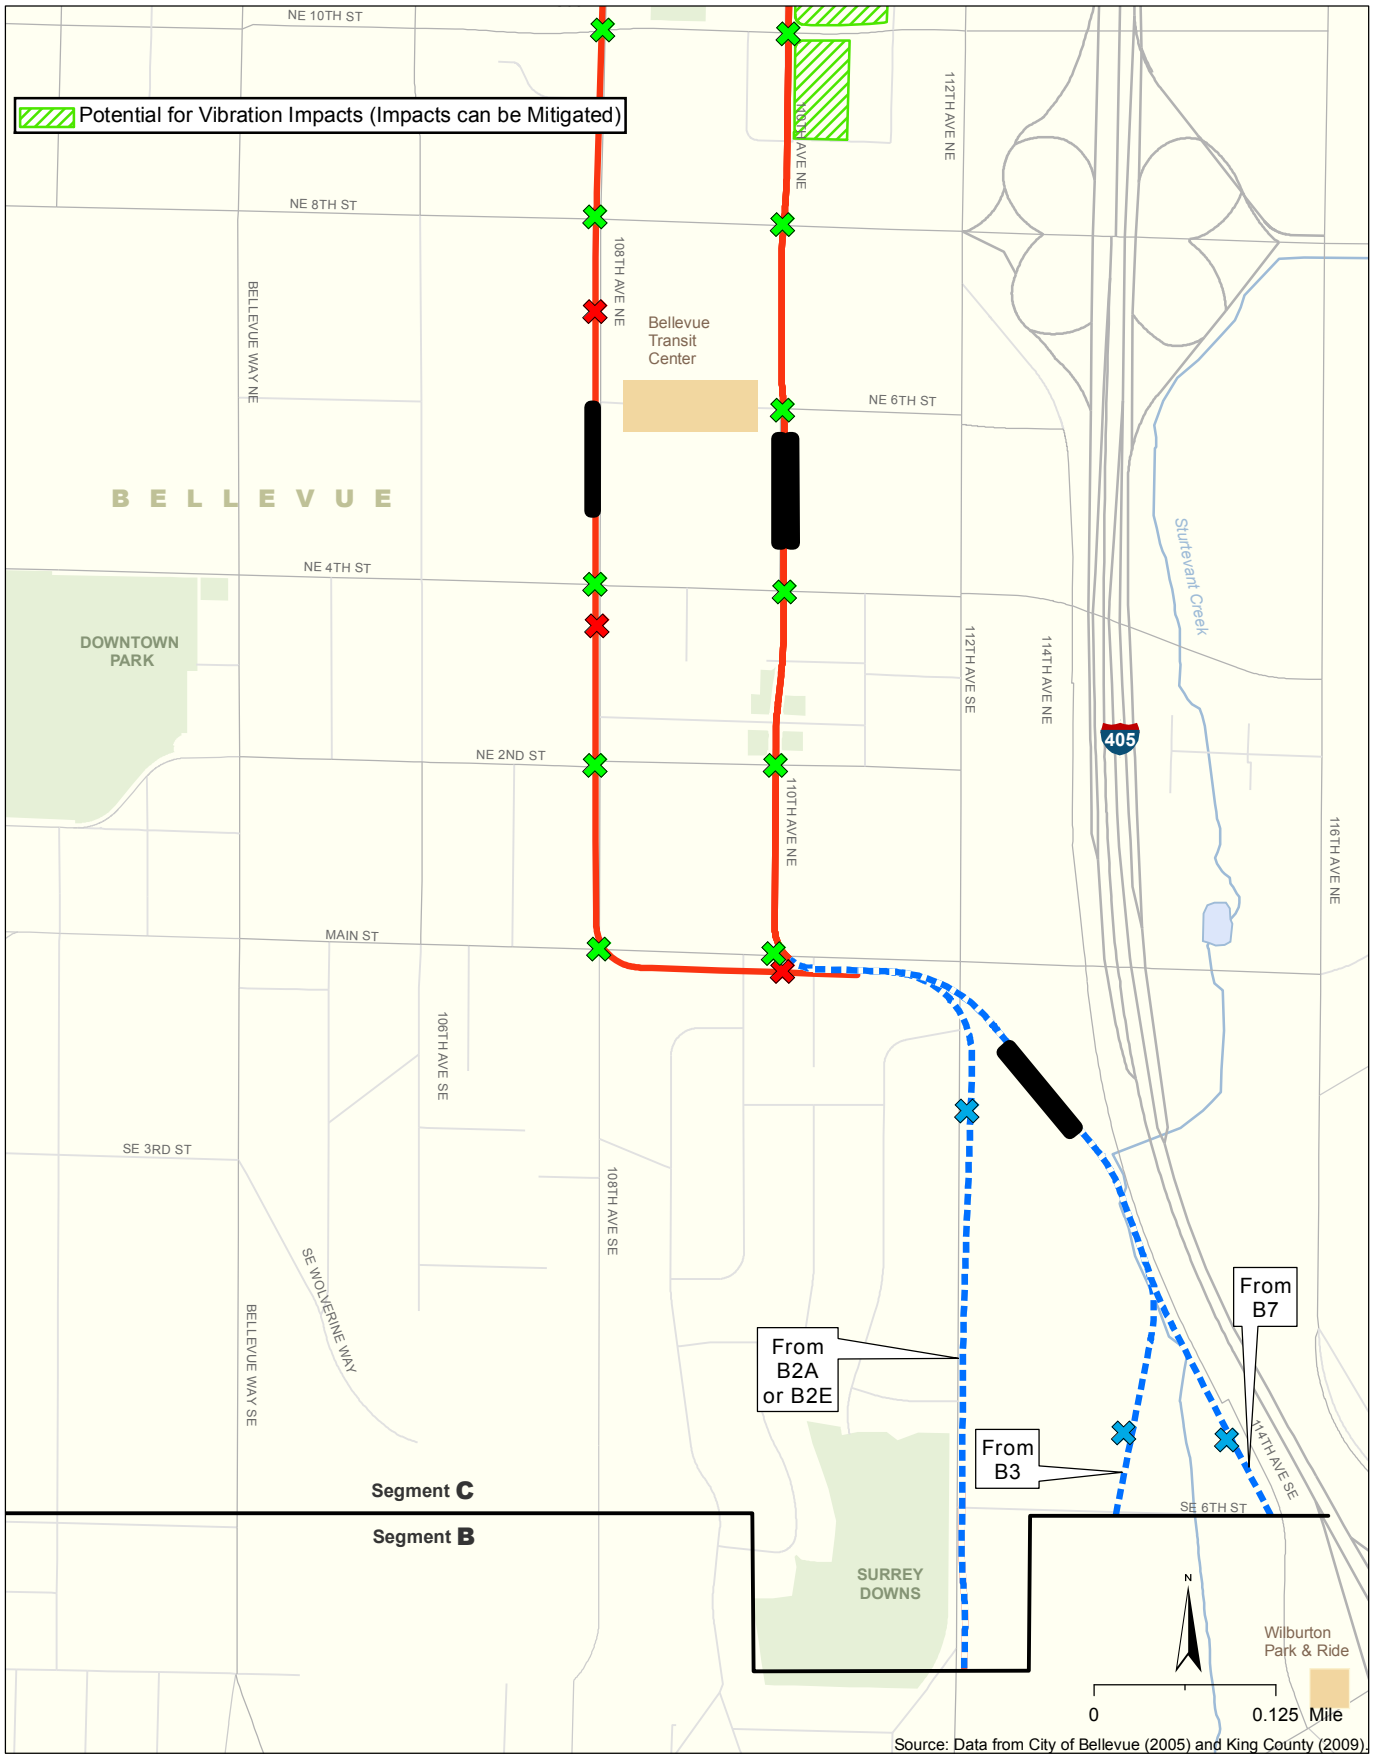 NE 10TH ST
112TH AVE NE
Potential for Vibration Impacts (Impacts can be Mitigated)
110TH AVE NE
NE 8TH ST
108TH AVE NE
BELLEVUE WAY NE
Bellevue
Transit
Center
NE 6TH ST
BELLEVUE
Sturtevant Creek
NE 4TH ST
DOWNTOWN
PARK
112TH AVE SE
114TH AVE NE
405
NE 2ND ST
110TH AVE NE
116TH AVE NE
MAIN ST
106TH AVE SE
SE 3RD ST
108TH AVE SE
SE WOLVERINE WAY
BELLEVUE WAY SE
From
B7
From
B2A
or B2E
From
B3
114TH AVE SE
Segment C
SE 6TH ST
Segment B
SURREY
DOWNS
N
Wilburton
Park & Ride
0 0.125 Mile
Source: Data from City of Bellevue (2005) and King County (2009).